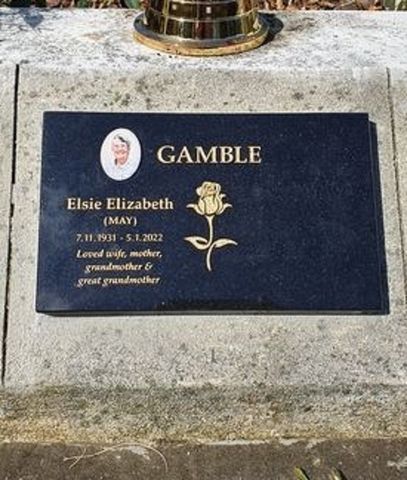 GAMBLE
Elsie Elizabeth
(MAY)
7.11.1931 - 5.1.2022
Loved wife, mother,
grandmother &
great grandmother